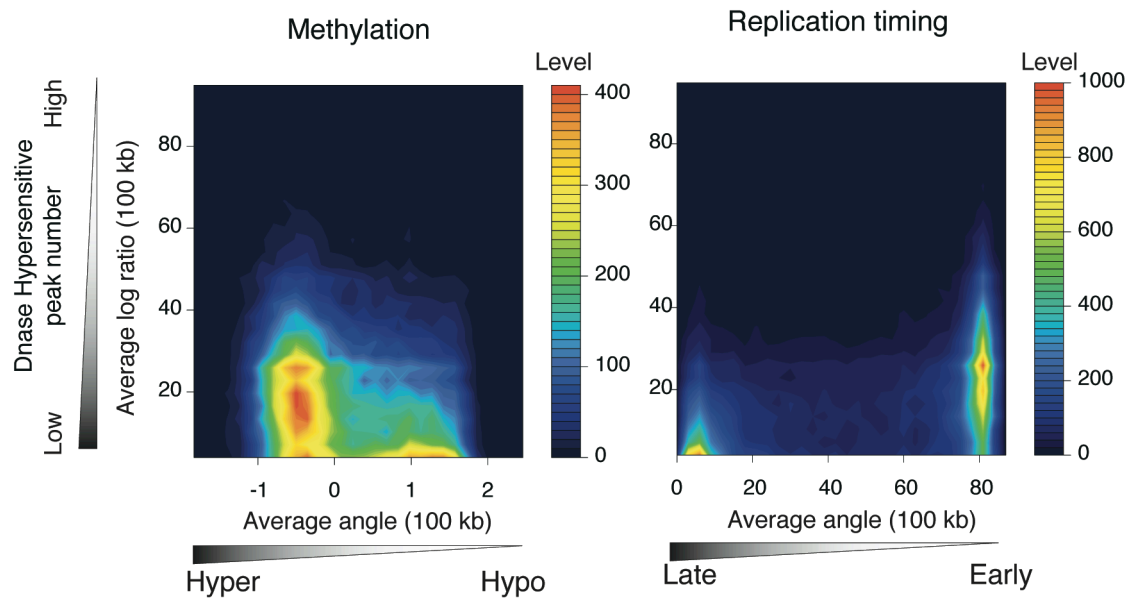 Methylation
Replication timing
Level
Level
High
Dnase Hypersensitive
peak number
Low
Average log ratio (100 kb)
80
60
40
20
-1 0 1 2
Average angle (100 kb)
Hyper Hypo
400
300
200
100
0
80
60
40
20
0 20 40 60 80
Average angle (100 kb)
Late Early
1000
800
600
400
200
0